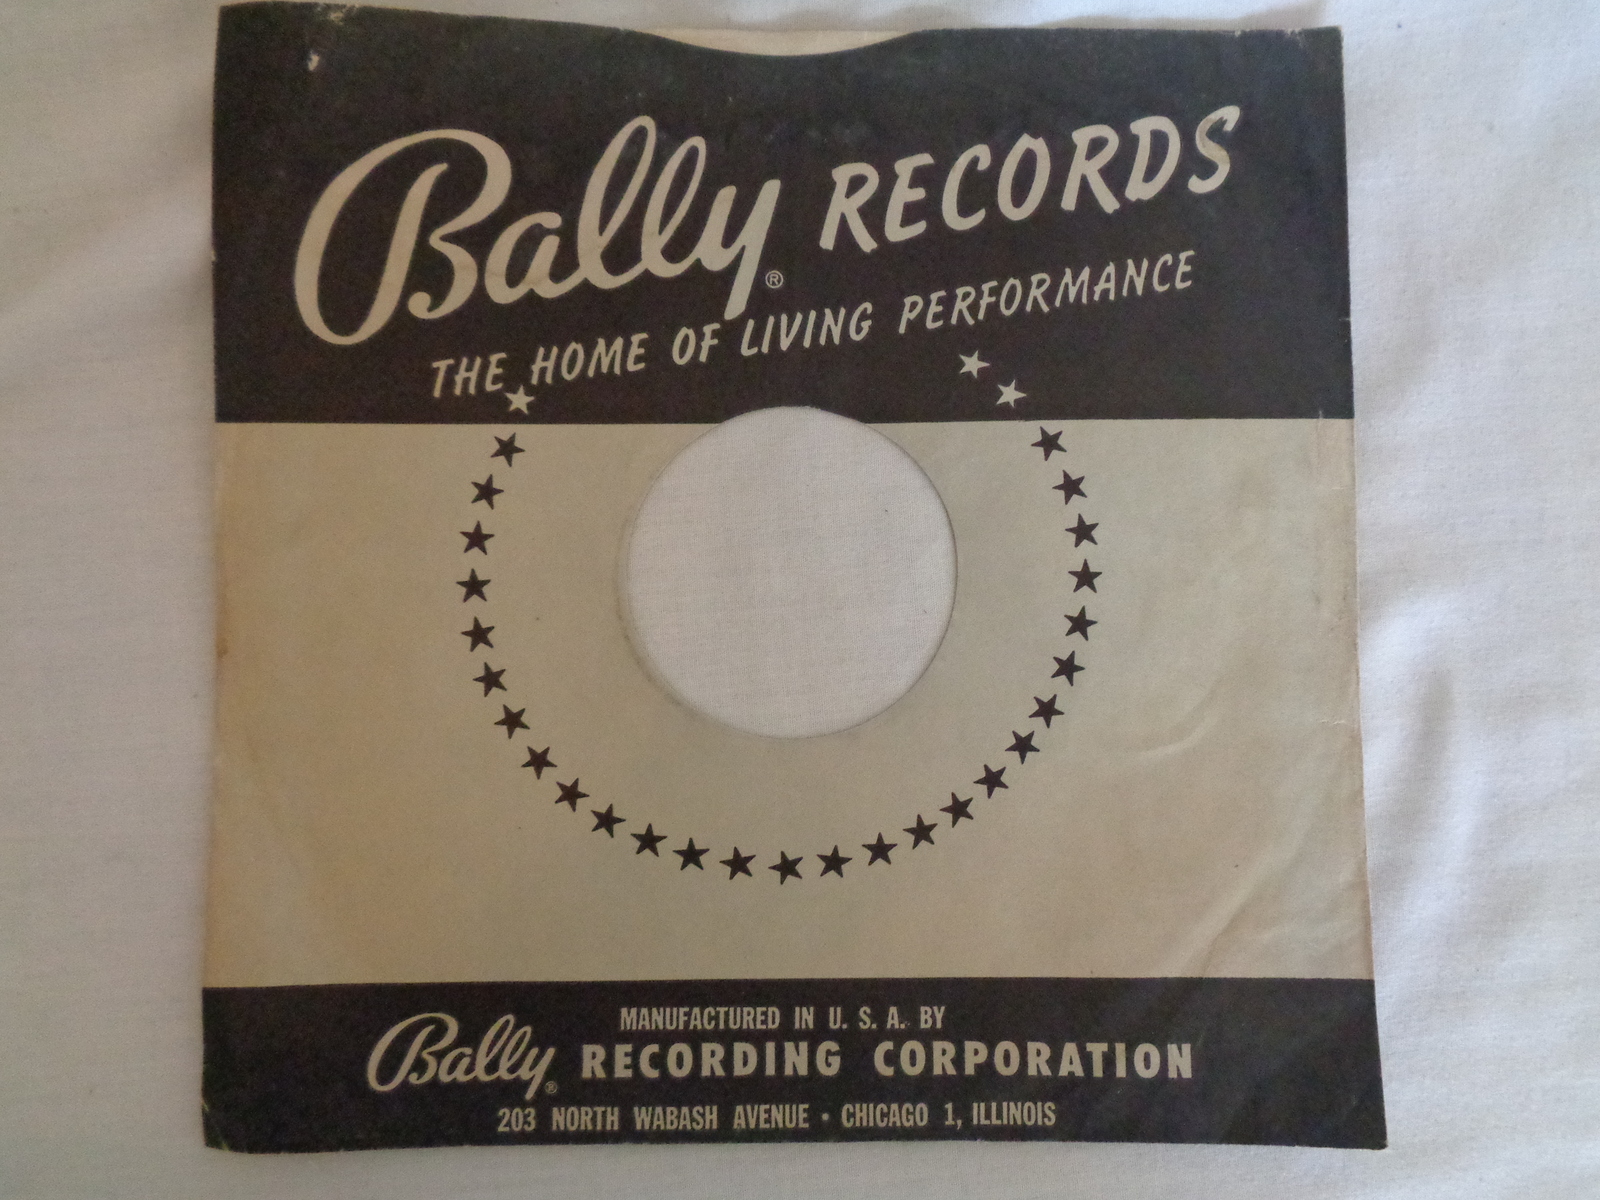 Bally® RECORDS
THE HOME OF LIVING PERFORMANCE
MANUFACTURED IN U. S. A. BY
Bally® RECORDING CORPORATION
203 NORTH WABASH AVENUE • CHICAGO 1, ILLINOIS